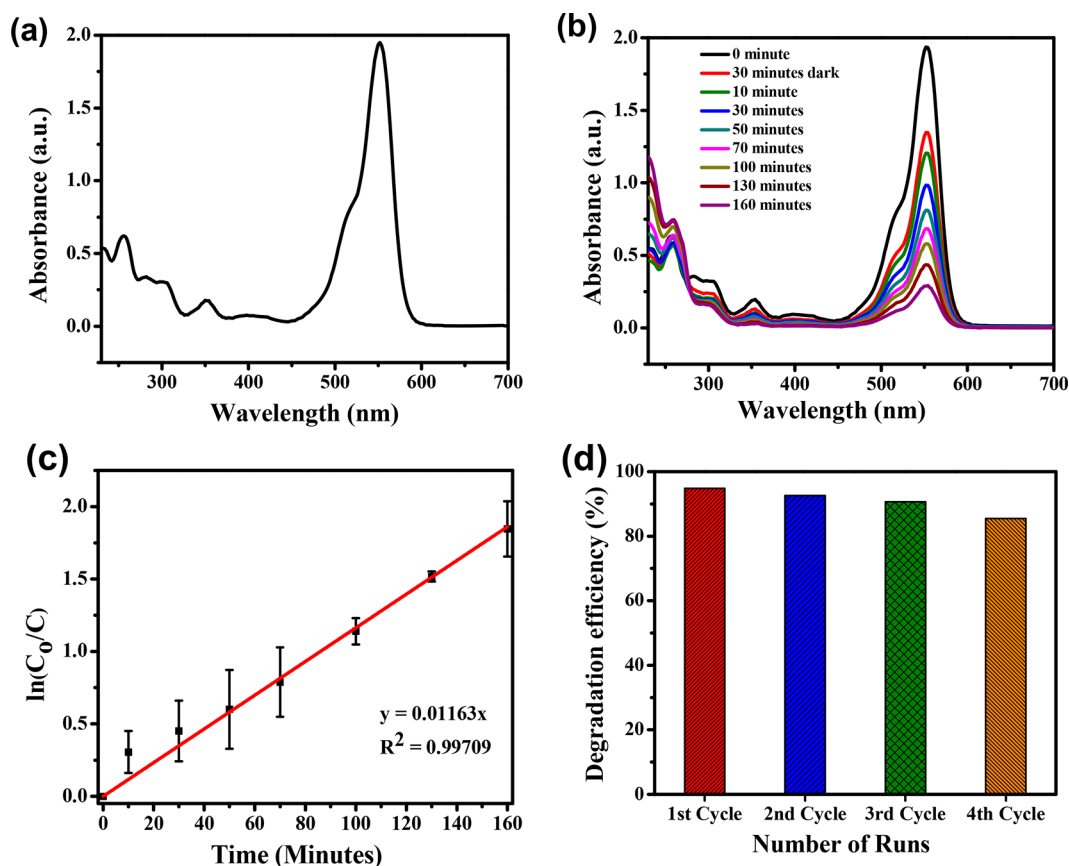 (a)
2.0
1.5
1.0
0.5
0.0
Absorbance (a.u.)
300 400 500 600 700
Wavelength (nm)
(b)
2.0
1.5
1.0
0.5
0.0
Absorbance (a.u.)
0 minute
30 minutes dark
10 minute
30 minutes
50 minutes
70 minutes
100 minutes
130 minutes
160 minutes
300 400 500 600 700
Wavelength (nm)
(c)
2.0
1.5
1.0
0.5
0.0
ln(C0/C)
y = 0.01163x
R2 = 0.99709
0 20 40 60 80 100 120 140 160
Time (Minutes)
(d)
100
80
60
40
20
0
Degradation efficiency (%)
1st Cycle 2nd Cycle 3rd Cycle 4th Cycle
Number of Runs